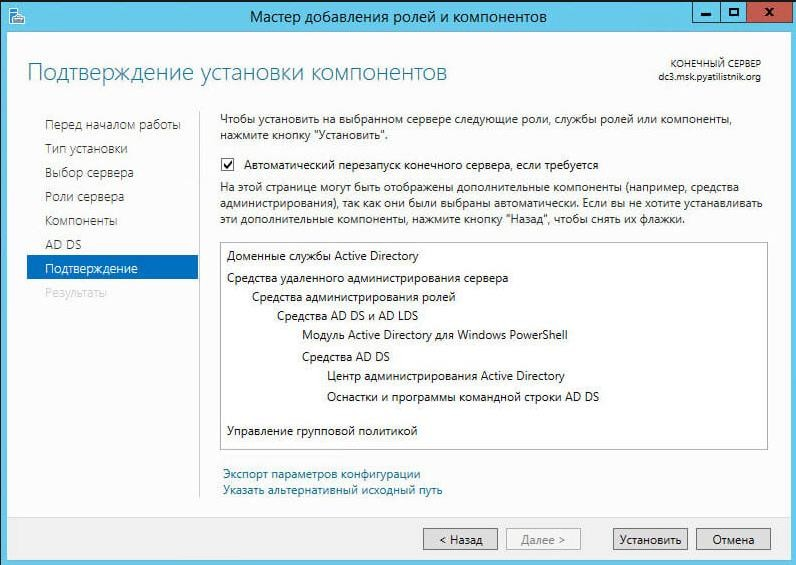 Мастер добавления ролей и компонентов
Подтверждение установки компонентов
КОНЕЧНЫЙ СЕРВЕР
dc3.msk.pyatilistnik.org
Перед началом работы
Тип установки
Выбор сервера
Роли сервера
Компоненты
AD DS
Подтверждение
Результаты
Чтобы установить на выбранном сервере следующие роли, службы ролей или компоненты,
нажмите кнопку "Установить".
Автоматический перезапуск конечного сервера, если требуется
На этой странице могут быть отображены дополнительные компоненты (например, средства
администрирования), так как они были выбраны автоматически. Если вы не хотите устанавливать
эти дополнительные компоненты, нажмите кнопку "Назад", чтобы снять их флажки.
Доменные службы Active Directory
Средства удаленного администрирования сервера
Средства администрирования ролей
Средства AD DS и AD LDS
Модуль Active Directory для Windows PowerShell
Средства AD DS
Центр администрирования Active Directory
Оснастки и программы командной строки AD DS
Управление групповой политикой
Экспорт параметров конфигурации
Указать альтернативный исходный путь
< Назад
Далее >
Установить
Отмена